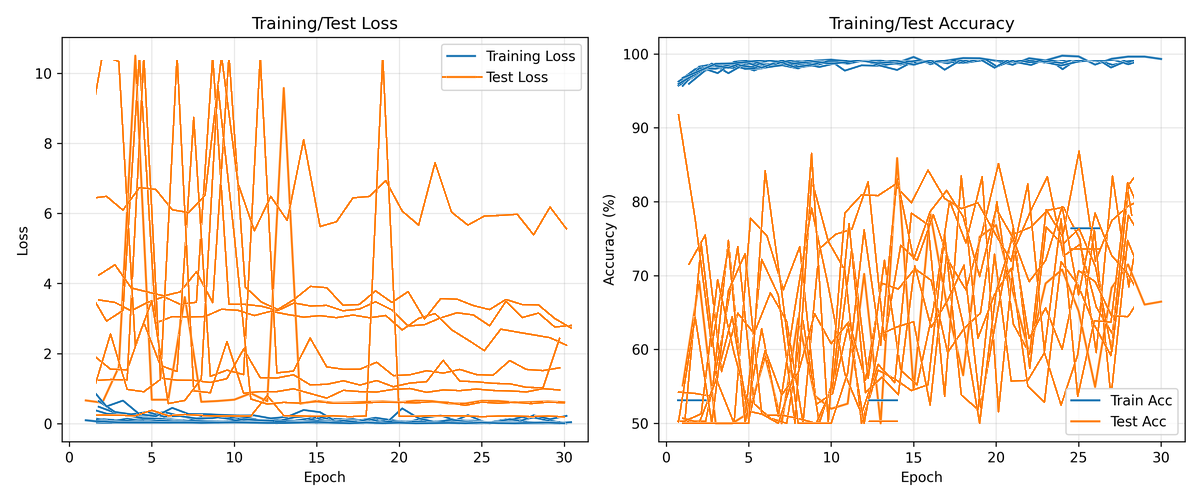 Training/Test Loss
Training Loss
Test Loss
Loss
10
8
6
4
2
0
0
5
10
15
20
25
30
Epoch
Training/Test Accuracy
Accuracy (%)
100
90
80
70
60
50
Train Acc
Test Acc
0
5
10
15
20
25
30
Epoch